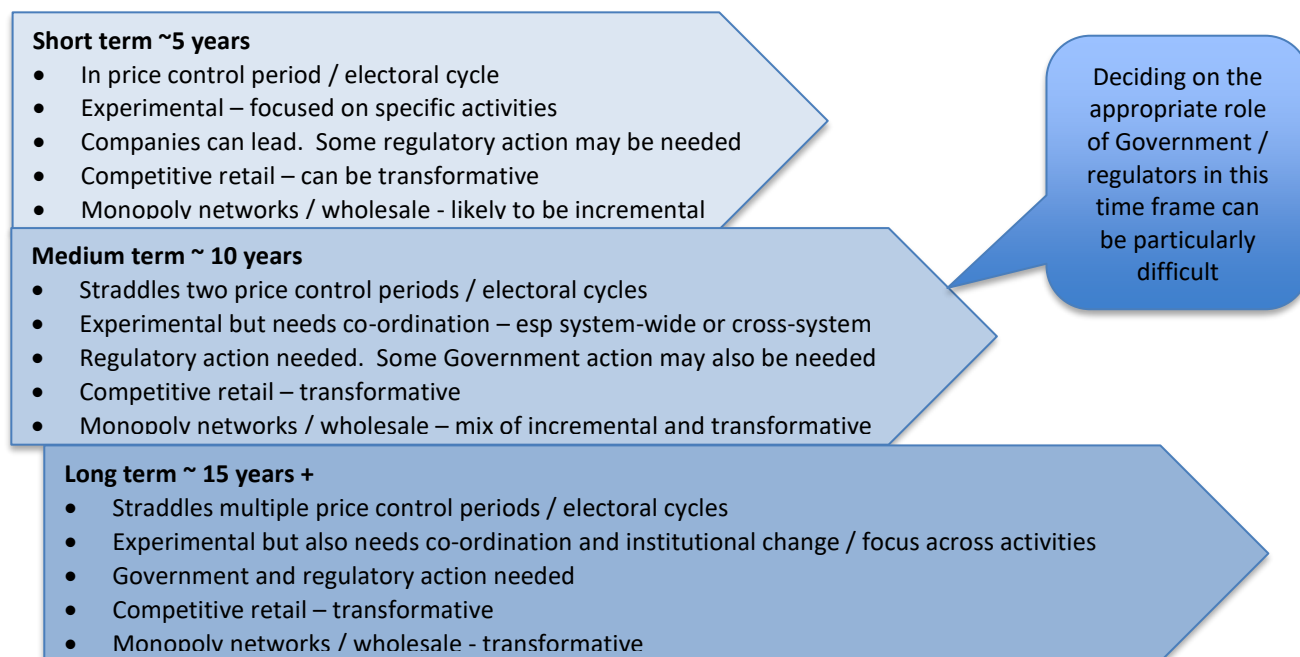 Short term ~5 years
• In price control period / electoral cycle
• Experimental – focused on specific activities
• Companies can lead. Some regulatory action may be needed
• Competitive retail – can be transformative
• Monopoly networks / wholesale - likely to be incremental
Medium term ~ 10 years
• Straddles two price control periods / electoral cycles
• Experimental but needs co-ordination – esp system-wide or cross-system
• Regulatory action needed. Some Government action may also be needed
• Competitive retail – transformative
• Monopoly networks / wholesale – mix of incremental and transformative
Long term ~ 15 years +
• Straddles multiple price control periods / electoral cycles
• Experimental but also needs co-ordination and institutional change / focus across activities
• Government and regulatory action needed
• Competitive retail – transformative
• Monopoly networks / wholesale - transformative
Deciding on the
appropriate role
of Government /
regulators in this
time frame can
be particularly
difficult